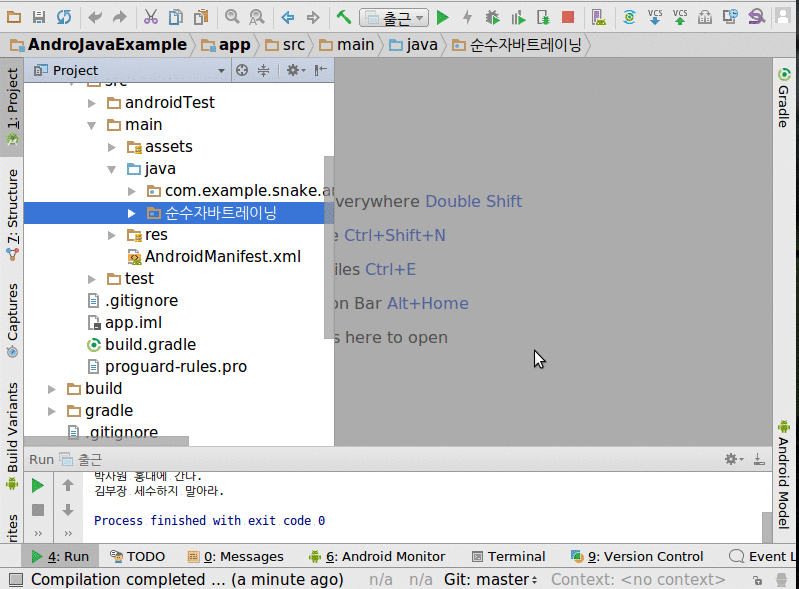 출근
VCS
VCS
AndroJavaExample
app
src
main
java
순수자바트레이닝
1: Project
7: Structure
Captures
Build Variants
rites
Project
src
androidTest
main
assets
java
com.example.snake.a
순수자바트레이닝
res
AndroidManifest.xml
test
.gitignore
app.iml
build.gradle
proguard-rules.pro
build
gradle
.gitignore
verywhere Double Shift
e Ctrl+Shift+N
iles Ctrl+E
on Bar Alt+Home
s here to open
Gradle
Android Model
Run 출근
박사원 홍대에 간다.
김부장 세수하지 말아라.
Process finished with exit code 0
4: Run TODO 0: Messages 6: Android Monitor Terminal 9: Version Control Event L
Compilation completed ... (a minute ago) n/a n/a Git: master Context: <no context>